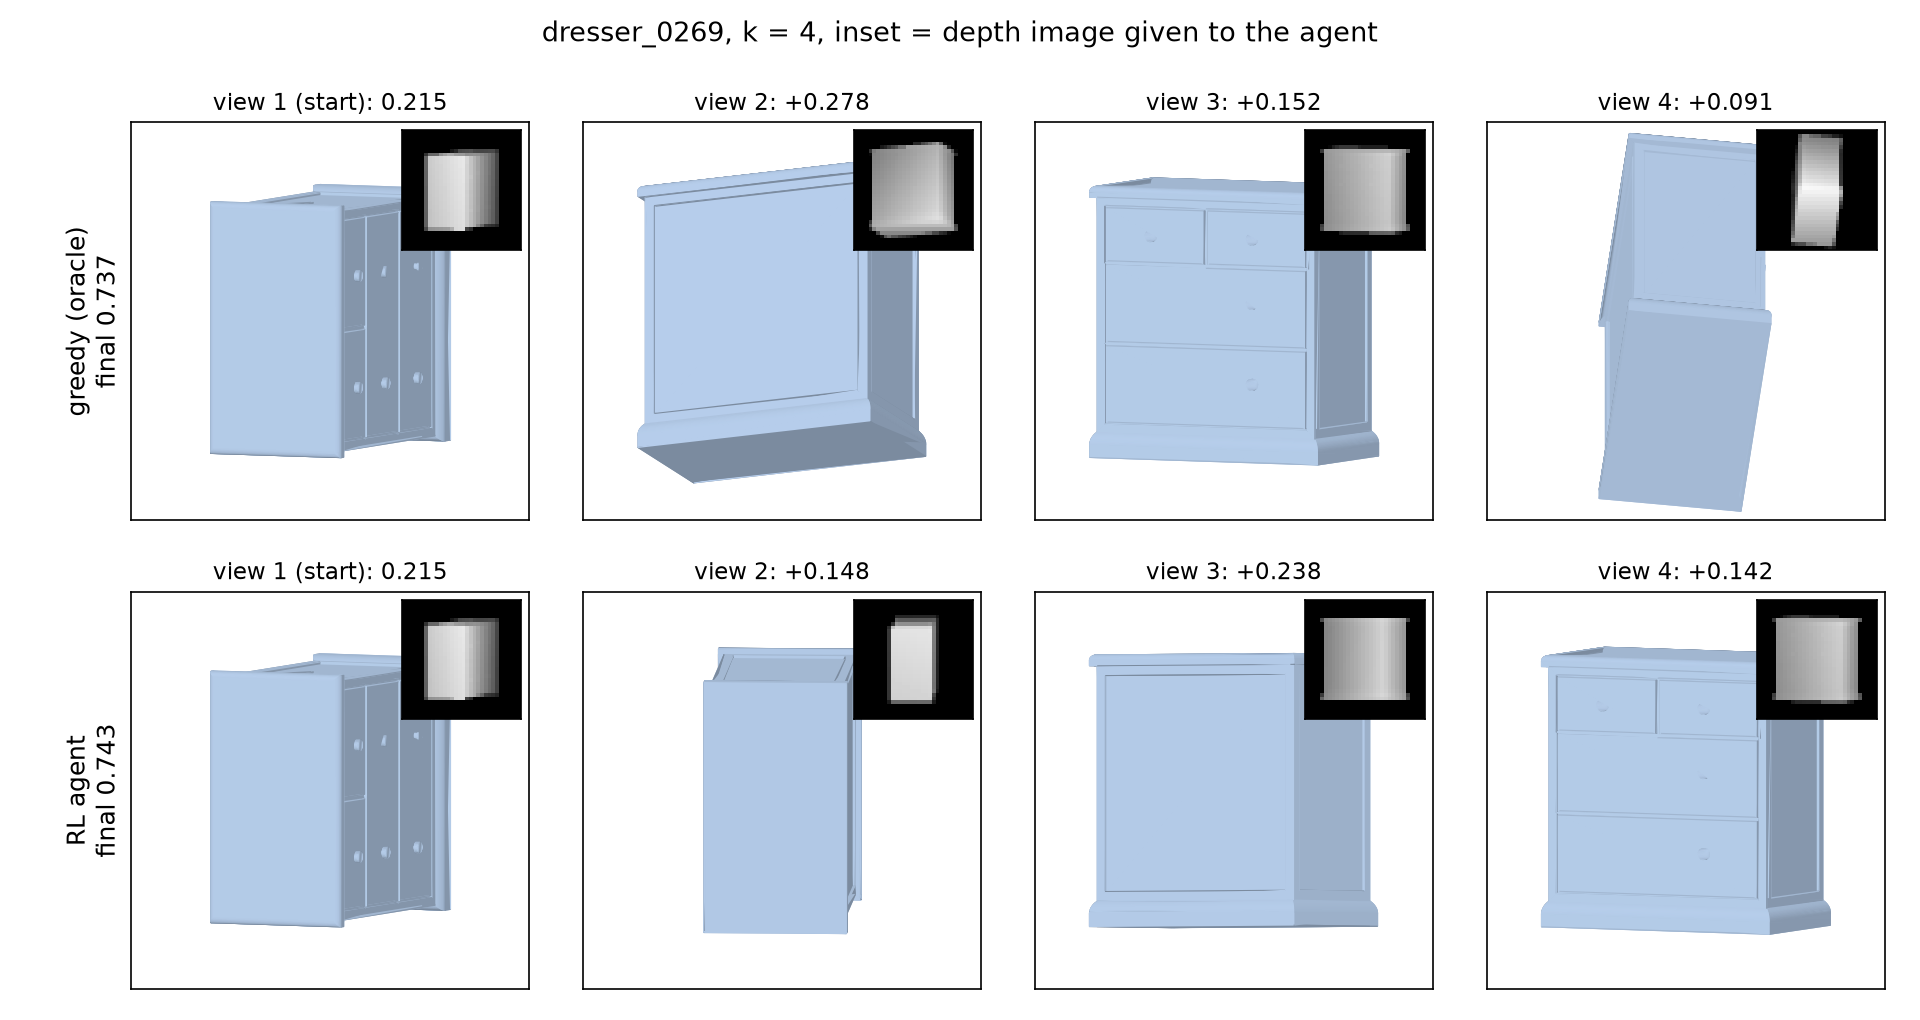 dresser_0269, k = 4, inset = depth image given to the agent
greedy (oracle)
final 0.737
view 1 (start): 0.215
view 2: +0.278
view 3: +0.152
view 4: +0.091
RL agent
final 0.743
view 1 (start): 0.215
view 2: +0.148
view 3: +0.238
view 4: +0.142